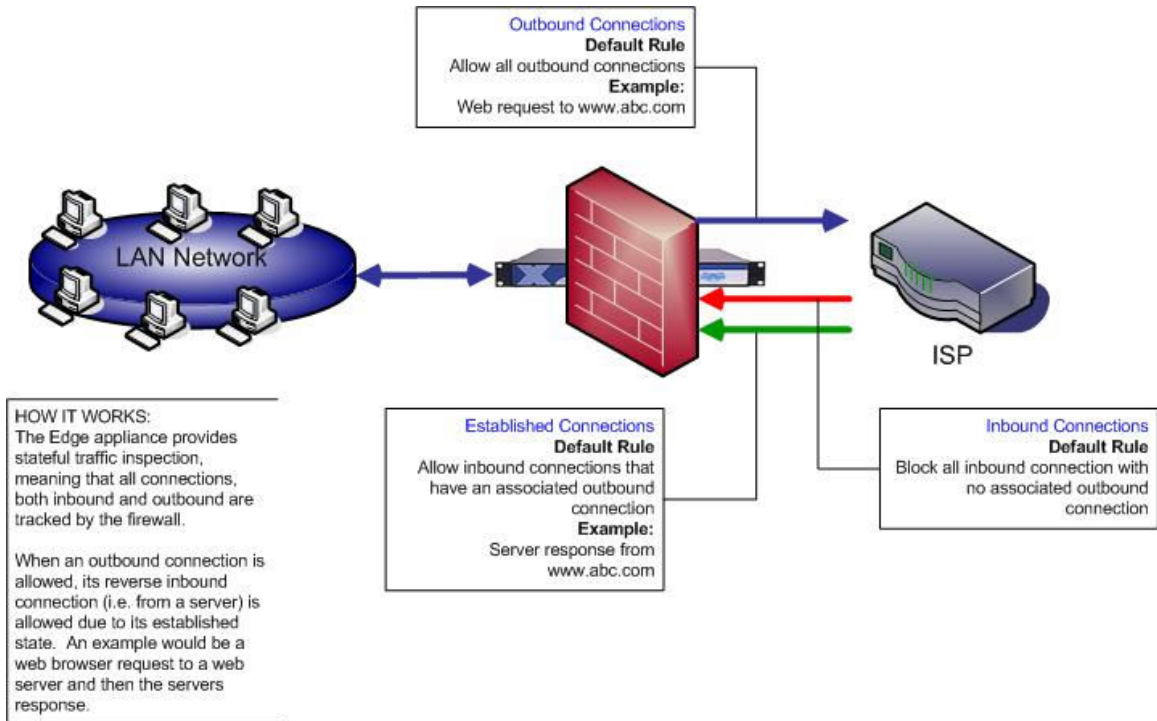 Outbound Connections
Default Rule
Allow all outbound connections
Example:
Web request to www.abc.com
LAN Network
ISP
HOW IT WORKS:
The Edge appliance provides
stateful traffic inspection,
meaning that all connections,
both inbound and outbound are
tracked by the firewall.
When an outbound connection is
allowed, its reverse inbound
connection (i.e. from a server) is
allowed due to its established
state. An example would be a
web browser request to a web
server and then the servers
response.
Established Connections
Default Rule
Allow inbound connections that
have an associated outbound
connection
Example:
Server response from
www.abc.com
Inbound Connections
Default Rule
Block all inbound connection with
no associated outbound
connection